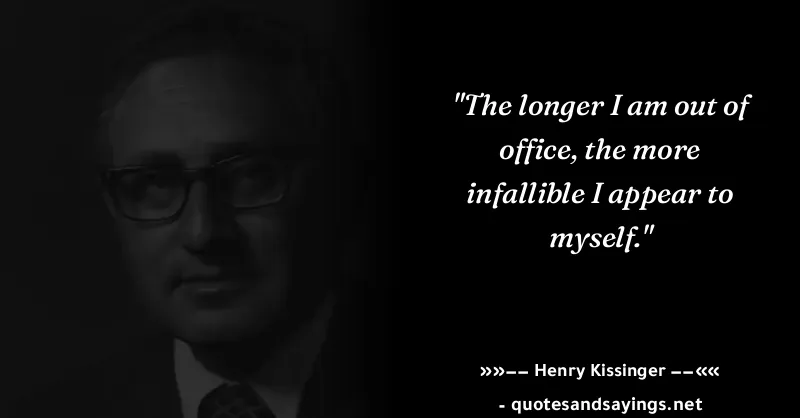 "The longer I am out of
office, the more
infallible I appear to
myself."
»»–– Henry Kissinger ––««
- quotesandsayings.net